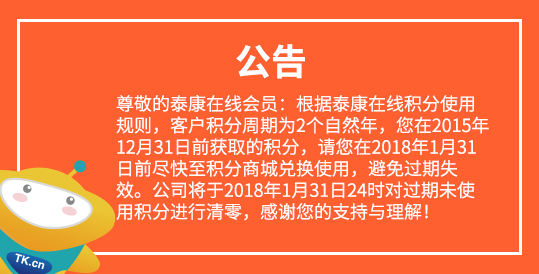 公告
尊敬的泰康在线会员：根据泰康在线积分使用
规则，客户积分周期为2个自然年，您在2015年
12月31日前获取的积分，请您在2018年1月31
日前尽快至积分商城兑换使用，避免过期失
效。公司将于2018年1月31日24时对过期未使
用积分进行清零，感谢您的支持与理解！
TK.cn